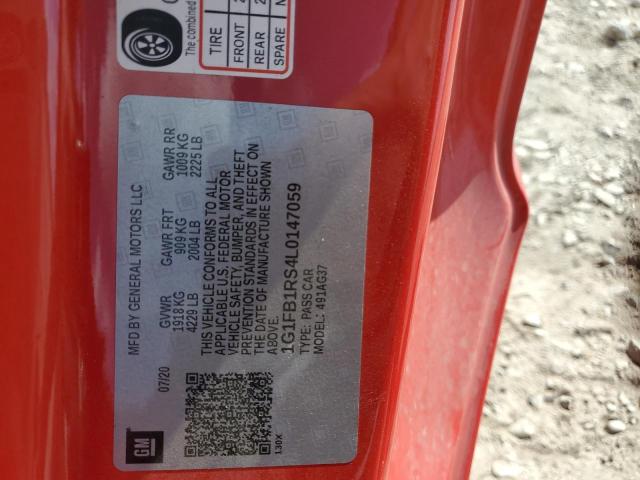 The combined
TIRE
FRONT
REAR
SPARE
MFD BY GENERAL MOTORS LLC
GVWR GAWR FRT GAWR RR
1918 KG 909 KG 1009 KG
4229 LB 2004 LB 2225 LB
THIS VEHICLE CONFORMS TO ALL
APPLICABLE U.S. FEDERAL MOTOR
VEHICLE SAFETY, BUMPER, AND THEFT
PREVENTION STANDARDS IN EFFECT ON
THE DATE OF MANUFACTURE SHOWN
ABOVE.
1G1FB1RS4L0147059
TYPE: PASS CAR
MODEL: 491AG37
07/20
130X
GM